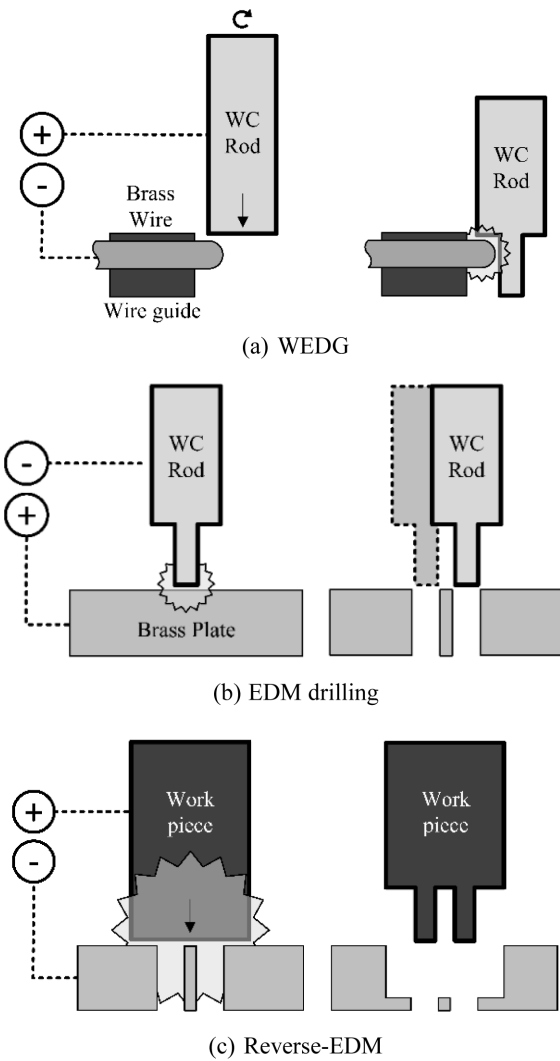 WC
Rod
+
-
Brass
Wire
Wire guide
WC
Rod
(a) WEDG
WC
Rod
-
+
Brass Plate
WC
Rod
(b) EDM drilling
Work
piece
+
-
Work
piece
(c) Reverse-EDM